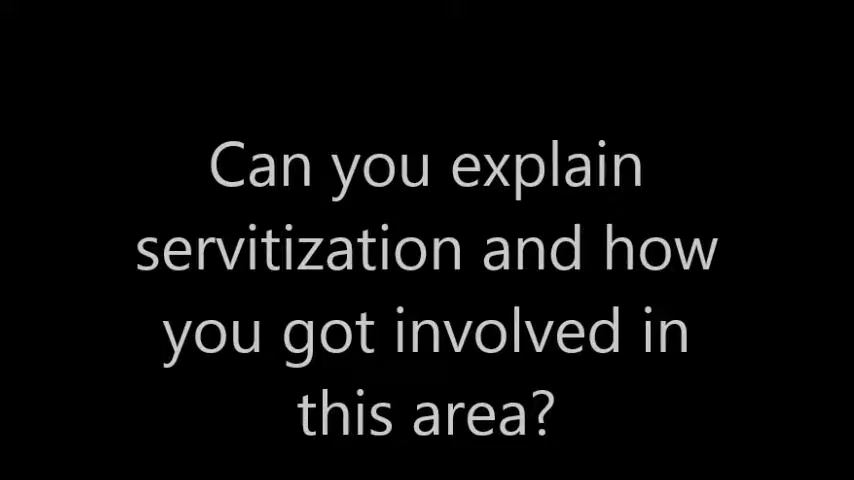 Can you explain
servitization and how
you got involved in
this area?